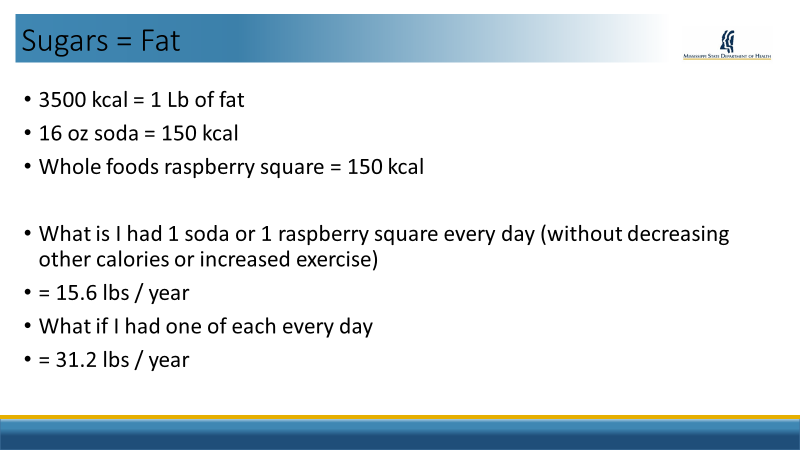 Sugars = Fat
MISSISSIPPI STATE DEPARTMENT OF HEALTH
• 3500 kcal = 1 Lb of fat
• 16 oz soda = 150 kcal
• Whole foods raspberry square = 150 kcal
• What is I had 1 soda or 1 raspberry square every day (without decreasing
other calories or increased exercise)
• = 15.6 lbs / year
• What if I had one of each every day
• = 31.2 lbs / year